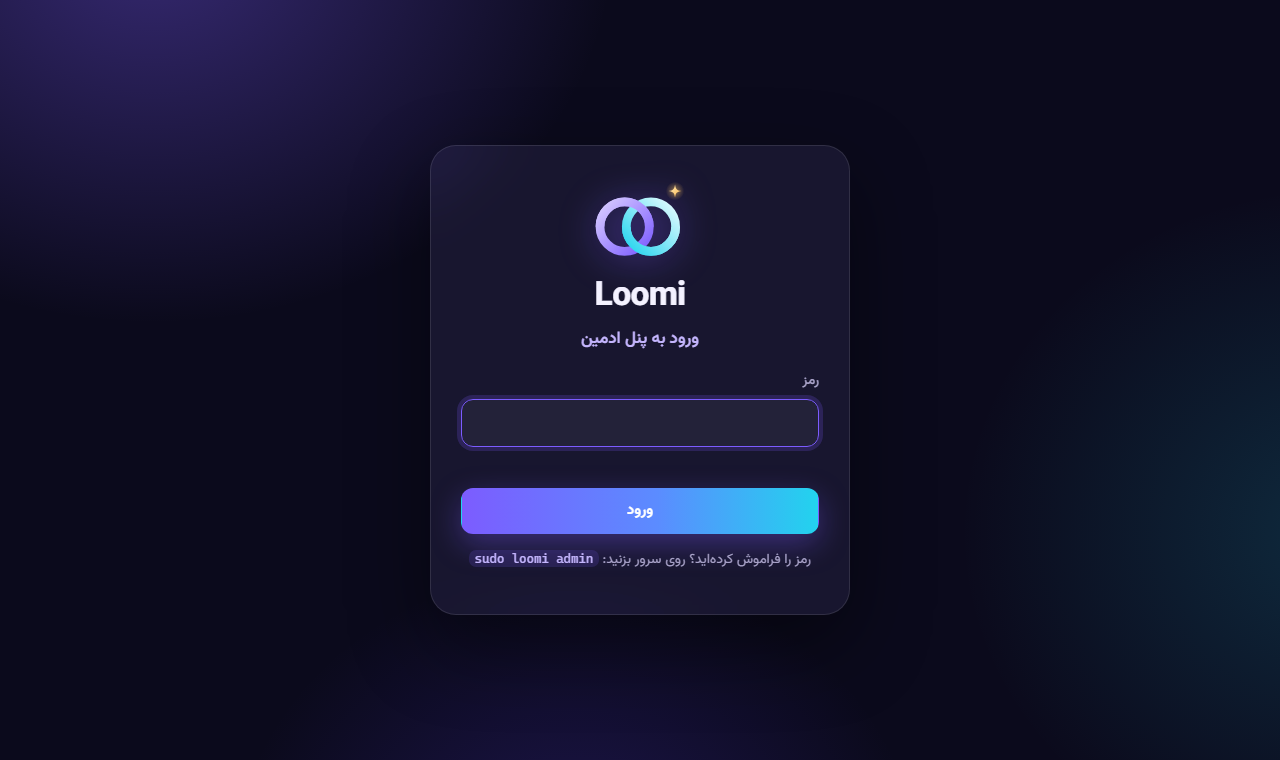 Loomi
ورود به پنل ادمین
رمز
ورود
رمز را فراموش کرده‌اید؟ روی سرور بزنید: sudo loomi admin